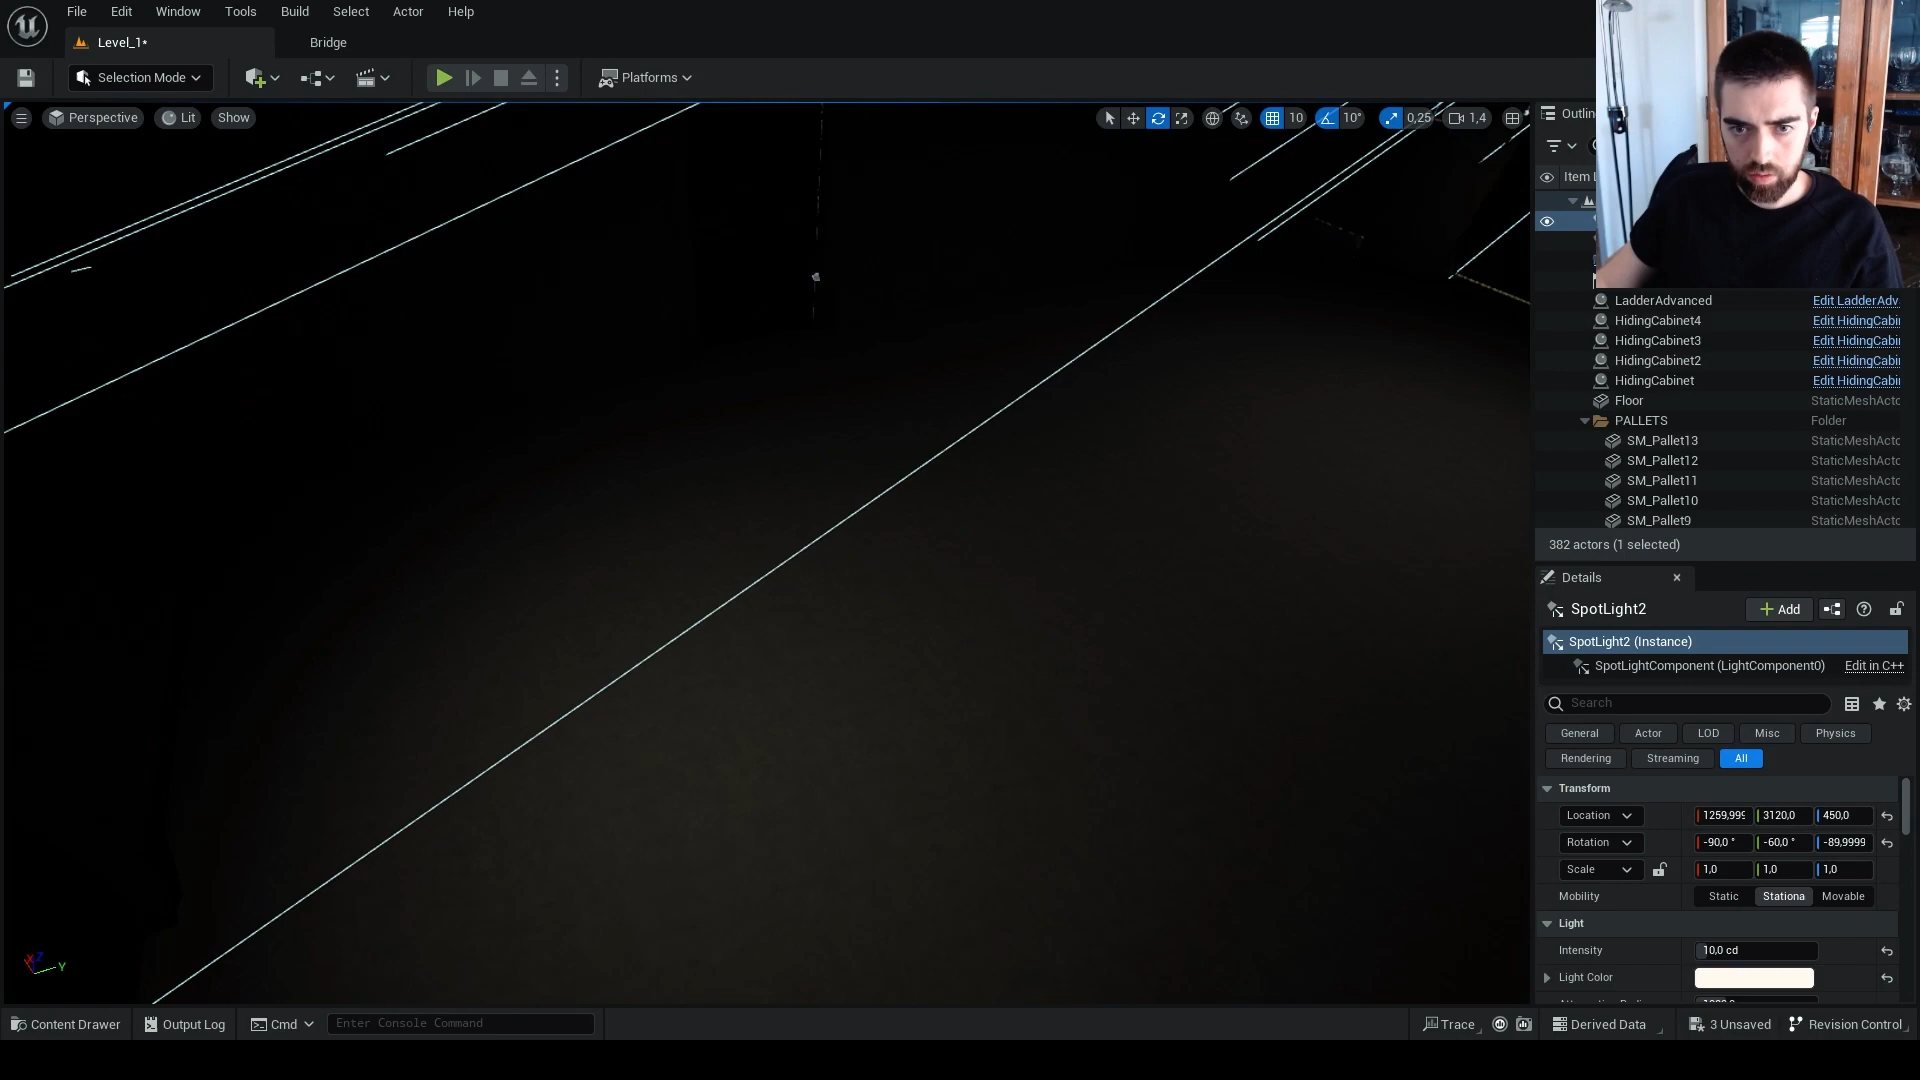 File Edit Window Tools Build Select Actor Help
Level_1*
Bridge
Selection Mode
Platforms
Perspective
Lit
Show
10
10°
0,25
1,4
Item
LadderAdvanced Edit LadderAdv
HidingCabinet4 Edit HidingCabi
HidingCabinet3 Edit HidingCabi
HidingCabinet2 Edit HidingCabi
HidingCabinet Edit HidingCabi
Floor StaticMeshActo
PALLETS Folder
SM_Pallet13 StaticMeshActo
SM_Pallet12 StaticMeshActo
SM_Pallet11 StaticMeshActo
SM_Pallet10 StaticMeshActo
SM_Pallet9 StaticMeshActo
382 actors (1 selected)
Details
SpotLight2
Add
SpotLight2 (Instance)
SpotLightComponent (LightComponent0) Edit in C++
Search
General Actor LOD Misc Physics
Rendering Streaming All
Transform
Location 1259,999 3120,0 450,0
Rotation -90,0 ° -60,0 ° -89,9999
Scale 1,0 1,0 1,0
Mobility Static Stationa Movable
Light
Intensity 10,0 cd
Light Color
X Z Y
Content Drawer
Output Log
Cmd
Enter Console Command
Trace
Derived Data
3 Unsaved
Revision Control